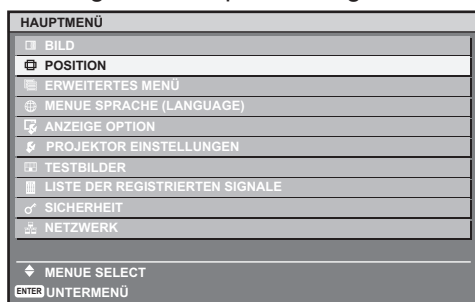 HAUPTMENÜ
BILD
POSITION
ERWEITERTES MENÜ
MENUE SPRACHE (LANGUAGE)
ANZEIGE OPTION
PROJEKTOR EINSTELLUNGEN
TESTBILDER
LISTE DER REGISTRIERTEN SIGNALE
SICHERHEIT
NETZWERK
MENUE SELECT
ENTER UNTERMENÜ